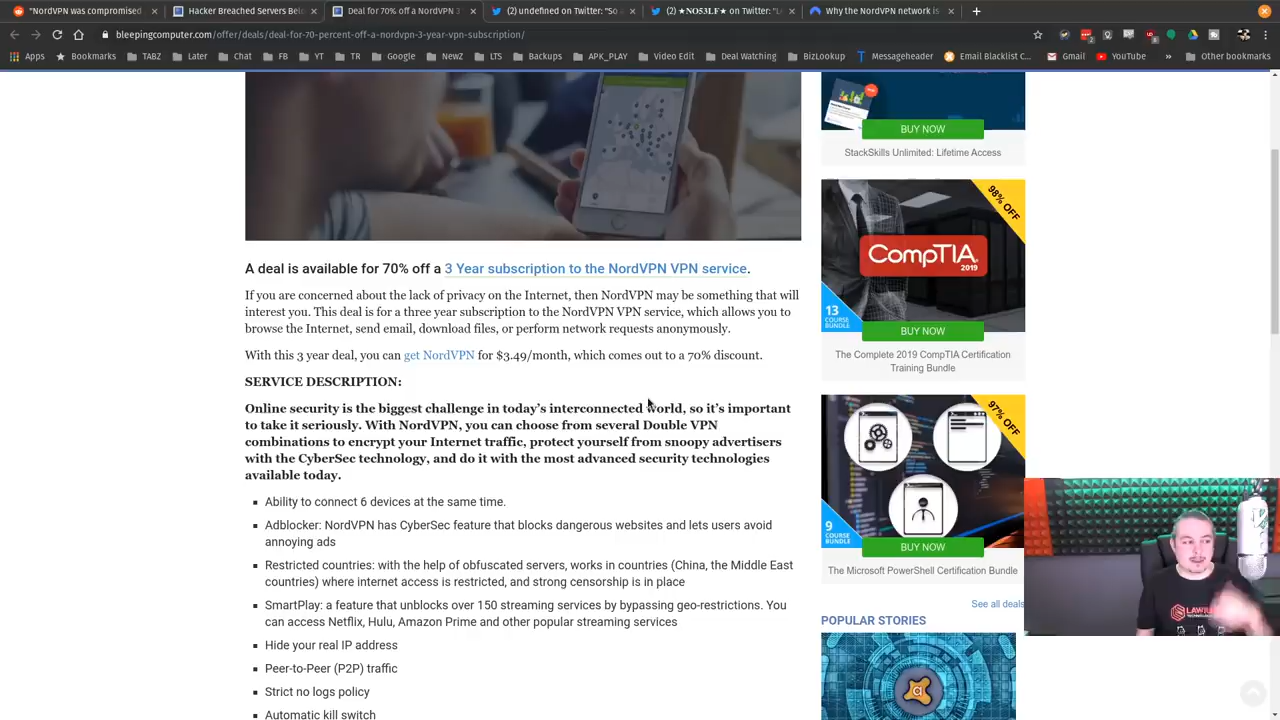 "NordVPN was compromised
Hacker Breached Servers Belo
Deal for 70% off a NordVPN 3
(2) undefined on Twitter: "So
(2) ★NO53LF★ on Twitter: "L
Why the NordVPN network is
bleepingcomputer.com/offer/deals/deal-for-70-percent-off-a-nordvpn-3-year-vpn-subscription/
Apps
Bookmarks
TABZ
Later
Chat
FB
YT
TR
Google
NewZ
LTS
Backups
APK_PLAY
Video Edit
Deal Watching
BizLookup
Messageheader
Email Blacklist C...
Gmail
YouTube
»
Other bookmarks
A deal is available for 70% off a 3 Year subscription to the NordVPN VPN service.
If you are concerned about the lack of privacy on the Internet, then NordVPN may be something that will
interest you. This deal is for a three year subscription to the NordVPN VPN service, which allows you to
browse the Internet, send email, download files, or perform network requests anonymously.
With this 3 year deal, you can get NordVPN for $3.49/month, which comes out to a 70% discount.
SERVICE DESCRIPTION:
Online security is the biggest challenge in today's interconnected world, so it's important
to take it seriously. With NordVPN, you can choose from several Double VPN
combinations to encrypt your Internet traffic, protect yourself from snoopy advertisers
with the CyberSec technology, and do it with the most advanced security technologies
available today.
Ability to connect 6 devices at the same time.
Adblocker: NordVPN has CyberSec feature that blocks dangerous websites and lets users avoid
annoying ads
Restricted countries: with the help of obfuscated servers, works in countries (China, the Middle East
countries) where internet access is restricted, and strong censorship is in place
SmartPlay: a feature that unblocks over 150 streaming services by bypassing geo-restrictions. You
can access Netflix, Hulu, Amazon Prime and other popular streaming services
Hide your real IP address
Peer-to-Peer (P2P) traffic
Strict no logs policy
Automatic kill switch
BUY NOW
StackSkills Unlimited: Lifetime Access
98% OFF
CompTIA
2019
13
COURSE
BUNDLE
BUY NOW
The Complete 2019 CompTIA Certification
Training Bundle
97% OFF
9
COURSE
BUNDLE
BUY NOW
The Microsoft PowerShell Certification Bundle
See all deals
POPULAR STORIES